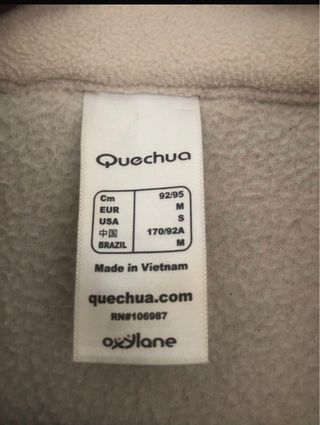 Quechua
Cm 92/95
EUR M
USA S
中国 170/92A
BRAZIL M
Made in Vietnam
quechua.com
RN#106987
oxylane